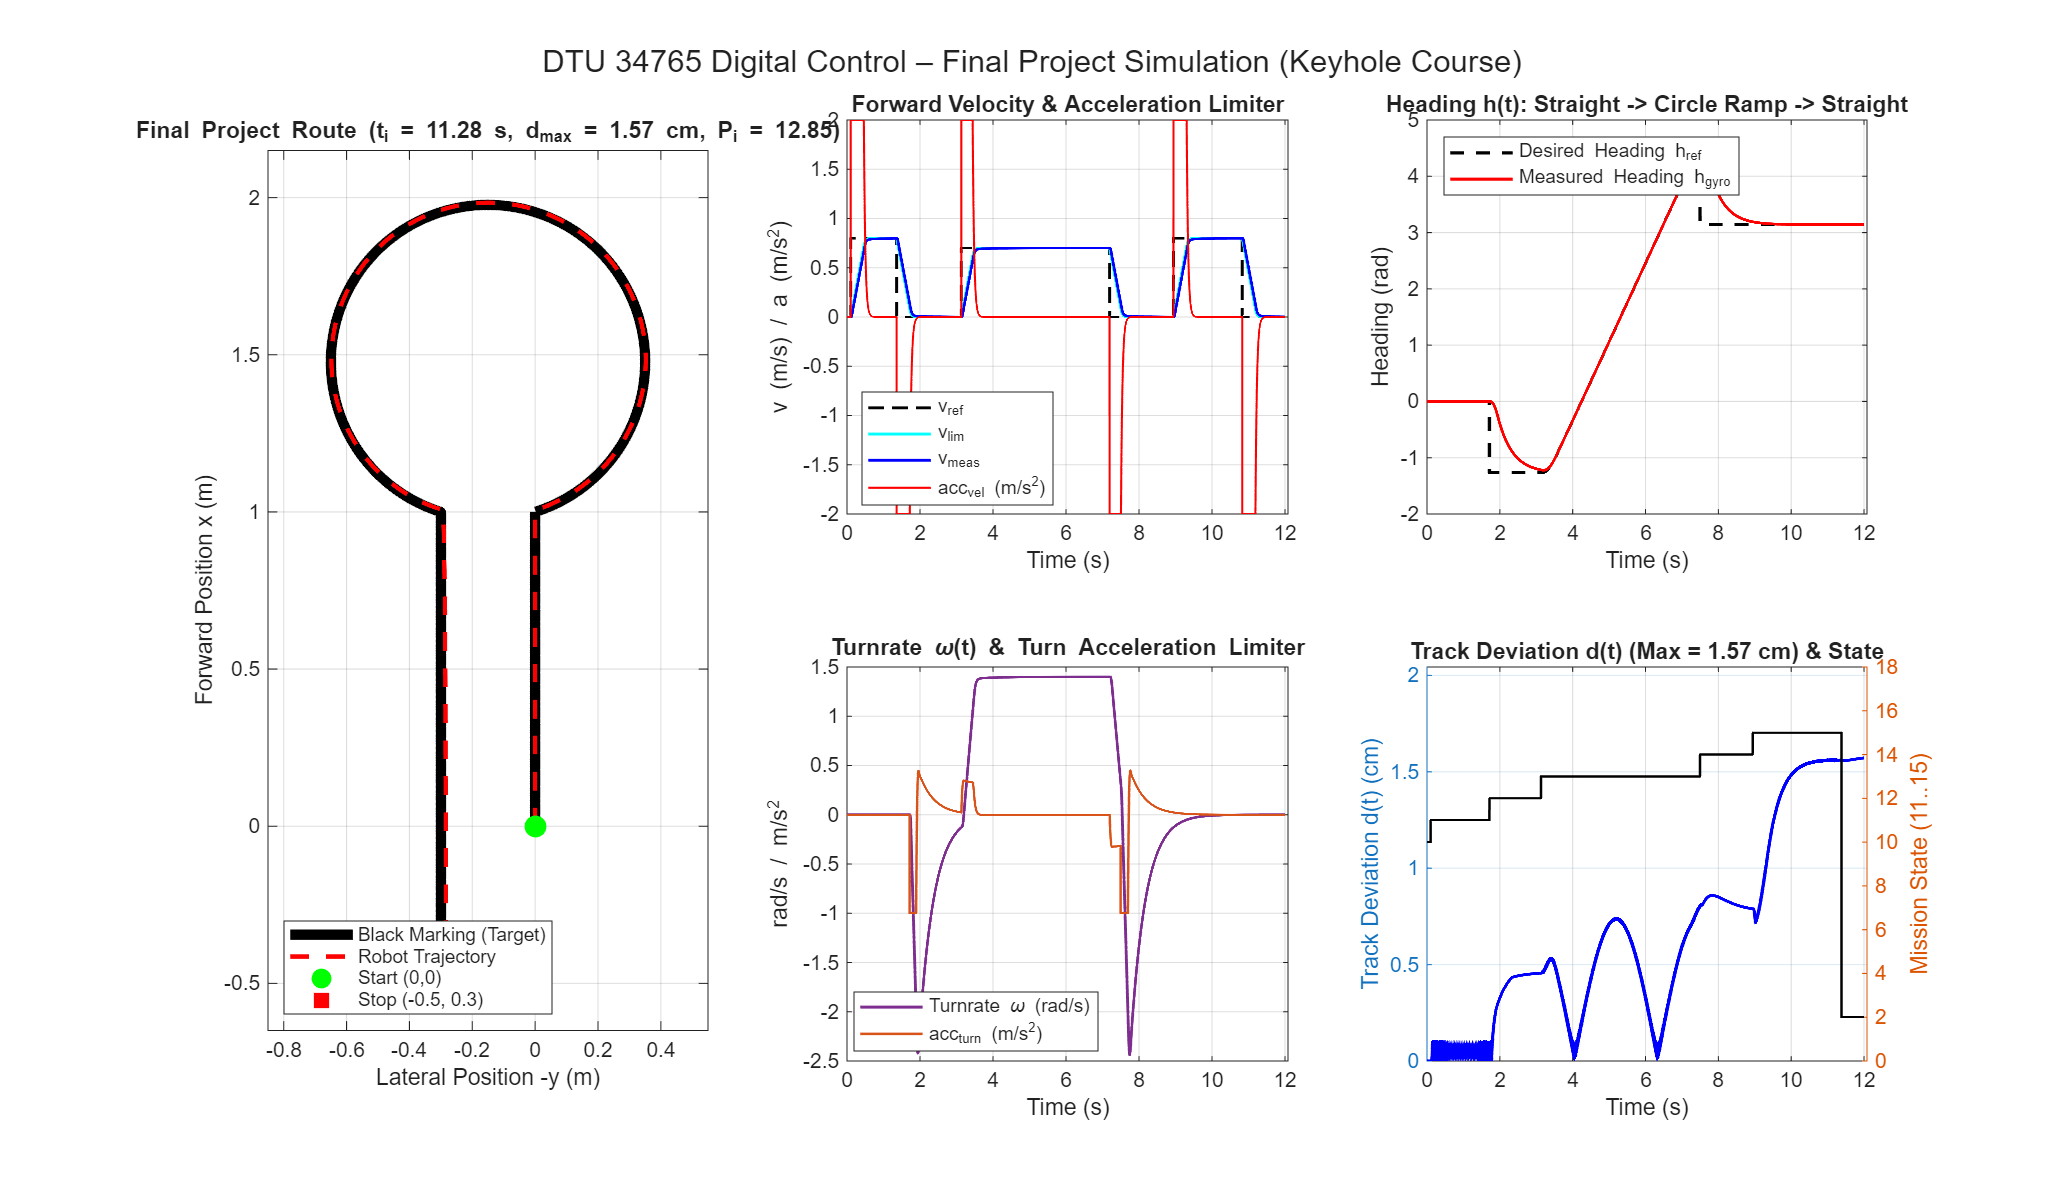 DTU 34765 Digital Control – Final Project Simulation (Keyhole Course)
Final Project Route (ti = 11.28 s, dmax = 1.57 cm, Pi = 12.85)
2
1.5
1
0.5
0
-0.5
-0.8 -0.6 -0.4 -0.2 0 0.2 0.4
Lateral Position -y (m)
Forward Position x (m)
Black Marking (Target)
Robot Trajectory
Start (0,0)
Stop (-0.5, 0.3)
Forward Velocity & Acceleration Limiter
2
1.5
1
0.5
0
-0.5
-1
-1.5
-2
0 2 4 6 8 10 12
Time (s)
v (m/s) / a (m/s2)
vref
vlim
vmeas
accvel (m/s2)
Heading h(t): Straight -> Circle Ramp -> Straight
5
4
3
2
1
0
-1
-2
0 2 4 6 8 10 12
Time (s)
Heading (rad)
Desired Heading href
Measured Heading hgyro
Turnrate ω(t) & Turn Acceleration Limiter
1.5
1
0.5
0
-0.5
-1
-1.5
-2
-2.5
0 2 4 6 8 10 12
Time (s)
rad/s / m/s2
Turnrate ω (rad/s)
accturn (m/s2)
Track Deviation d(t) (Max = 1.57 cm) & State
2
1.5
1
0.5
0
18
16
14
12
10
8
6
4
2
0
0 2 4 6 8 10 12
Time (s)
Track Deviation d(t) (cm)
Mission State (11..15)